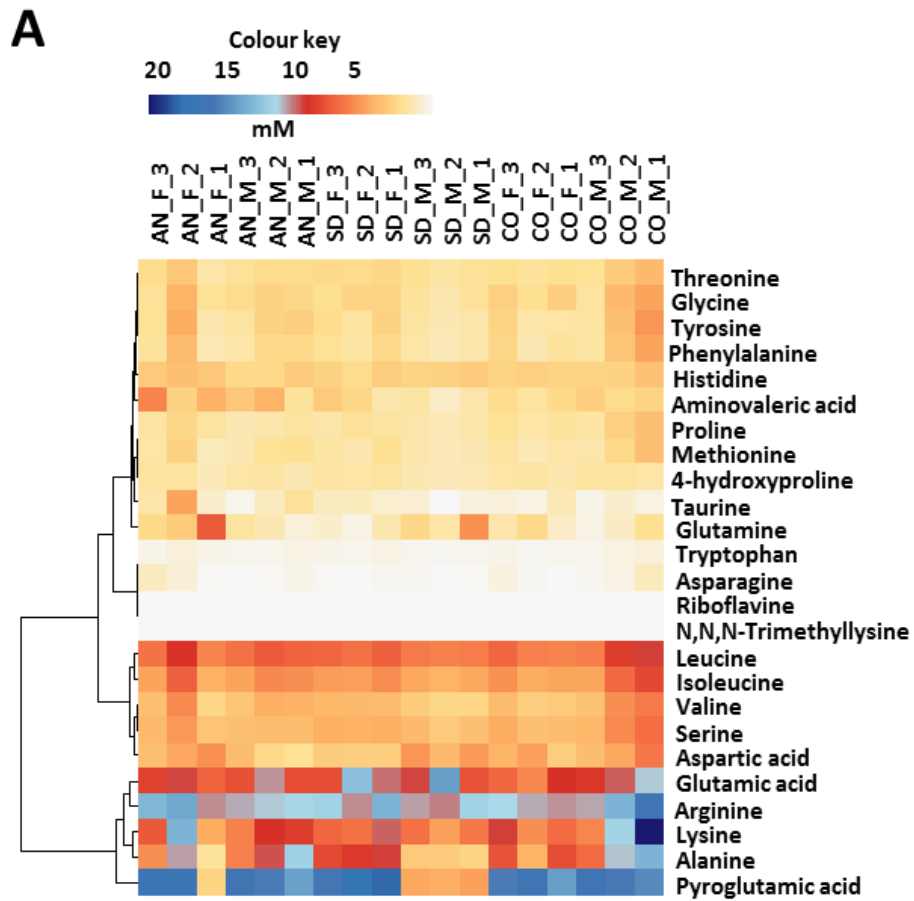 A
Colour key
20 15 10 5
mM
AN_F_3 AN_F_2 AN_F_1 AN_M_3 AN_M_2 AN_M_1 SD_F_3 SD_F_2 SD_F_1 SD_M_3 SD_M_2 SD_M_1 CO_F_3 CO_F_2 CO_F_1 CO_M_3 CO_M_2 CO_M_1
Threonine
Glycine
Tyrosine
Phenylalanine
Histidine
Aminovaleric acid
Proline
Methionine
4-hydroxyproline
Taurine
Glutamine
Tryptophan
Asparagine
Riboflavine
N,N,N-Trimethyllysine
Leucine
Isoleucine
Valine
Serine
Aspartic acid
Glutamic acid
Arginine
Lysine
Alanine
Pyroglutamic acid